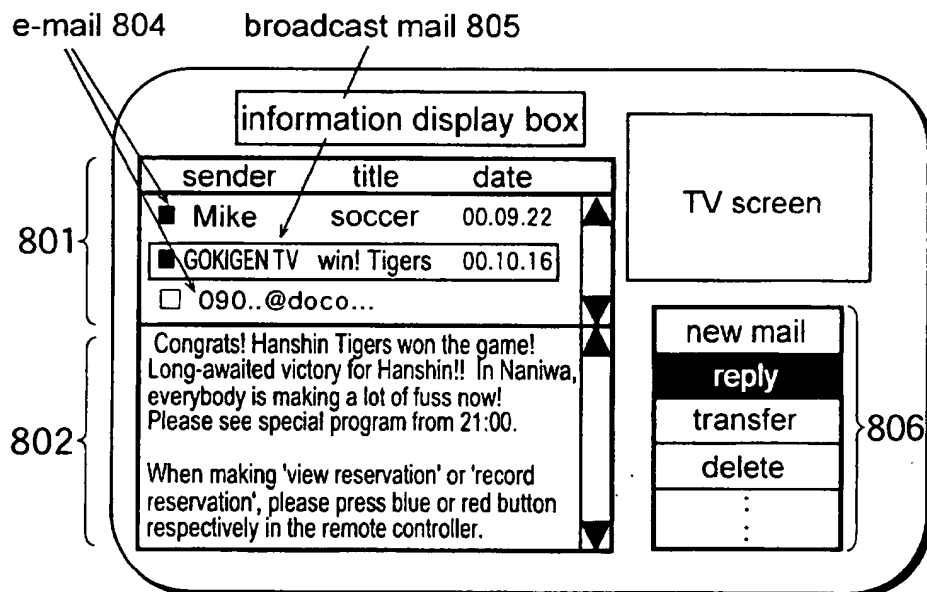 e-mail 804
broadcast mail 805
information display box
sender title date
Mike soccer 00.09.22
GOKIGEN TV win! Tigers 00.10.16
090..@doco...
801
Congrats! Hanshin Tigers won the game!
Long-awaited victory for Hanshin!! In Naniwa,
everybody is making a lot of fuss now!
Please see special program from 21:00.
When making 'view reservation' or 'record
reservation', please press blue or red button
respectively in the remote controller.
802
TV screen
new mail
reply
transfer
delete
806